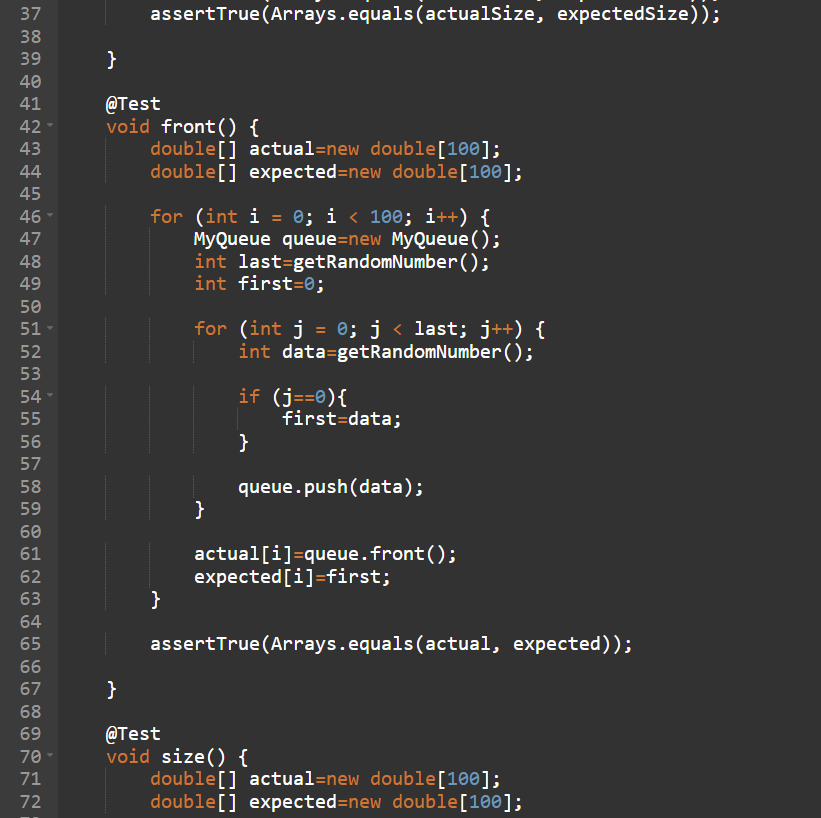 37 assertTrue(Arrays.equals(actualSize, expectedSize));
38
39 }
40
41 @Test
42 void front() {
43 double[] actual=new double[100];
44 double[] expected=new double[100];
45
46 for (int i = 0; i < 100; i++) {
47 MyQueue queue=new MyQueue();
48 int last=getRandomNumber();
49 int first=0;
50
51 for (int j = 0; j < last; j++) {
52 int data=getRandomNumber();
53
54 if (j==0){
55 first=data;
56 }
57
58 queue.push(data);
59 }
60
61 actual[i]=queue.front();
62 expected[i]=first;
63 }
64
65 assertTrue(Arrays.equals(actual, expected));
66
67 }
68
69 @Test
70 void size() {
71 double[] actual=new double[100];
72 double[] expected=new double[100];